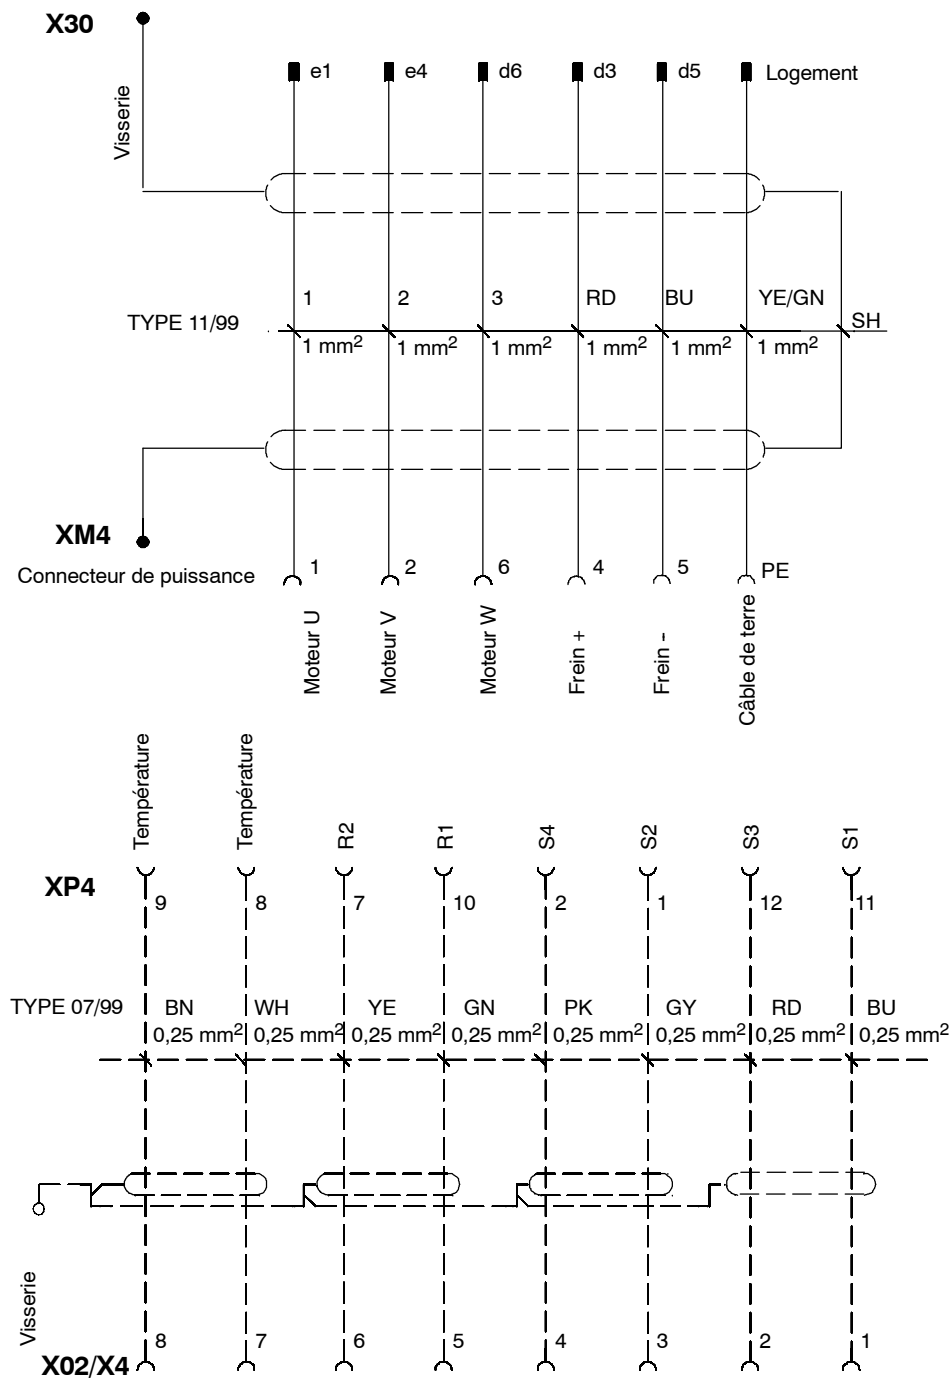 X30
e1 e4 d6 d3 d5 Logement
Visserie
1 2 3 RD BU YE/GN
TYPE 11/99 SH
1 mm² 1 mm² 1 mm² 1 mm² 1 mm² 1 mm²
XM4
Connecteur de puissance 1 2 6 4 5 PE
Moteur U
Moteur V
Moteur W
Frein +
Frein -
Câble de terre
Température
Température
R2
R1
S4
S2
S3
S1
XP4
9 8 7 10 2 1 12 11
TYPE 07/99 BN WH YE GN PK GY RD BU
0,25 mm² 0,25 mm² 0,25 mm² 0,25 mm² 0,25 mm² 0,25 mm² 0,25 mm² 0,25 mm²
Visserie
8 7 6 5 4 3 2 1
X02/X4